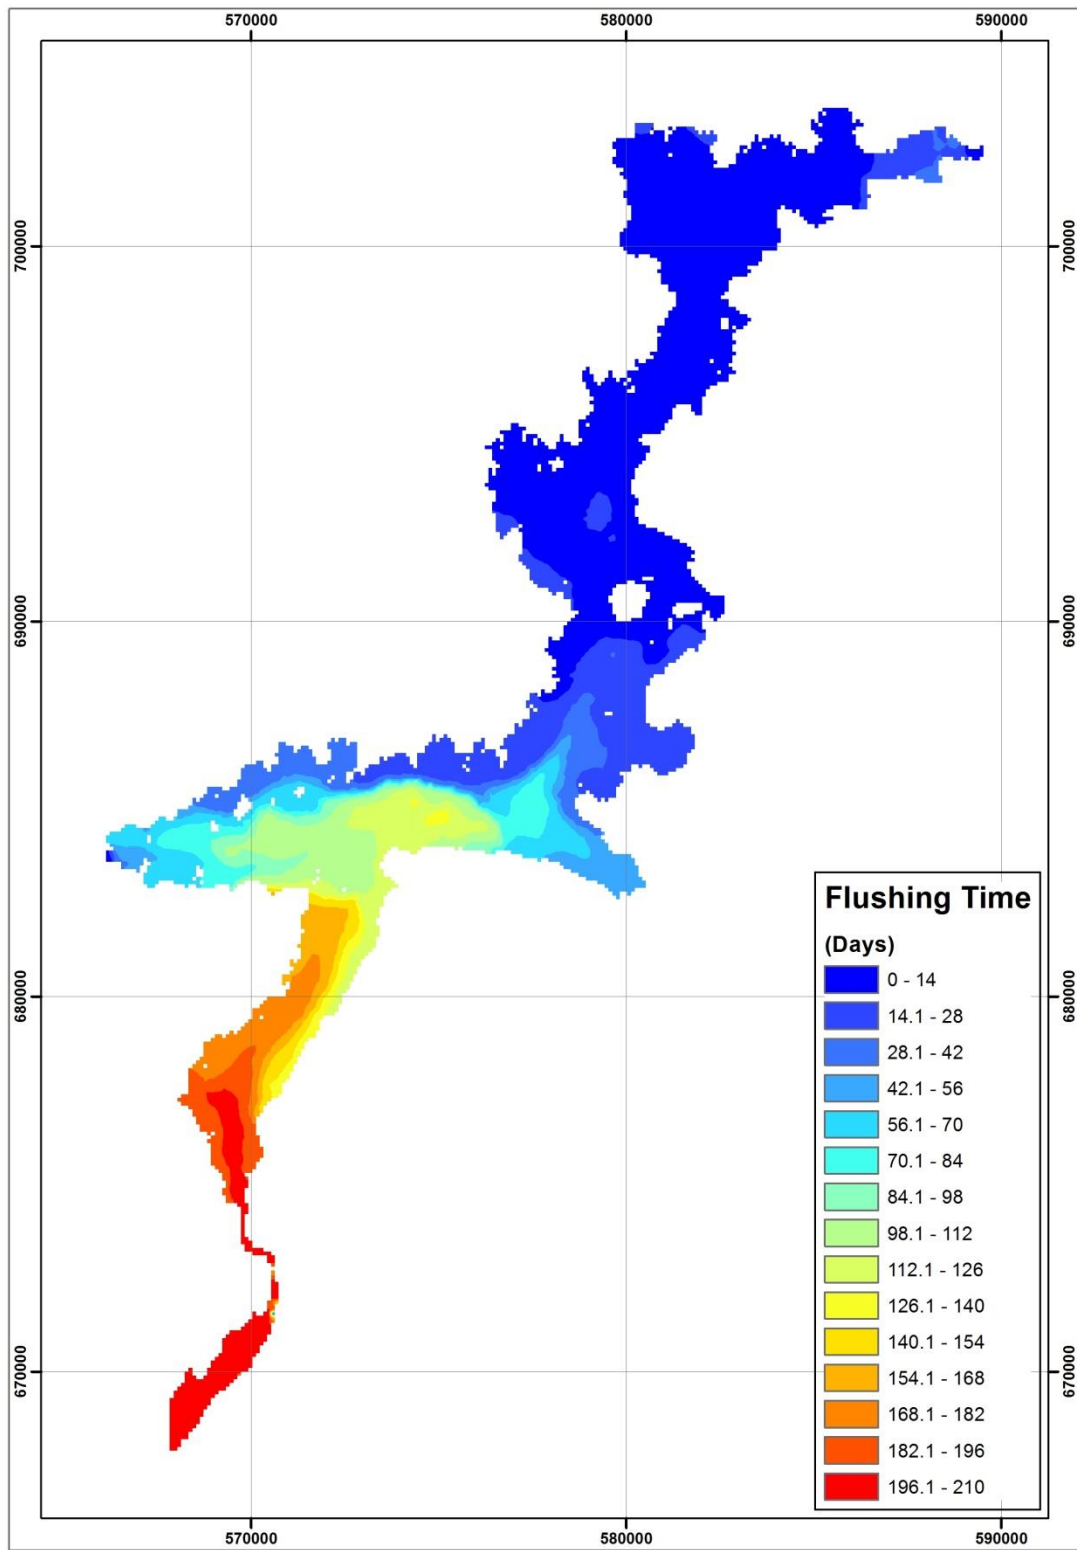 570000 580000 590000
700000 700000
690000 690000
680000 680000
670000 670000
Flushing Time
(Days)
0 - 14
14.1 - 28
28.1 - 42
42.1 - 56
56.1 - 70
70.1 - 84
84.1 - 98
98.1 - 112
112.1 - 126
126.1 - 140
140.1 - 154
154.1 - 168
168.1 - 182
182.1 - 196
196.1 - 210
570000 580000 590000